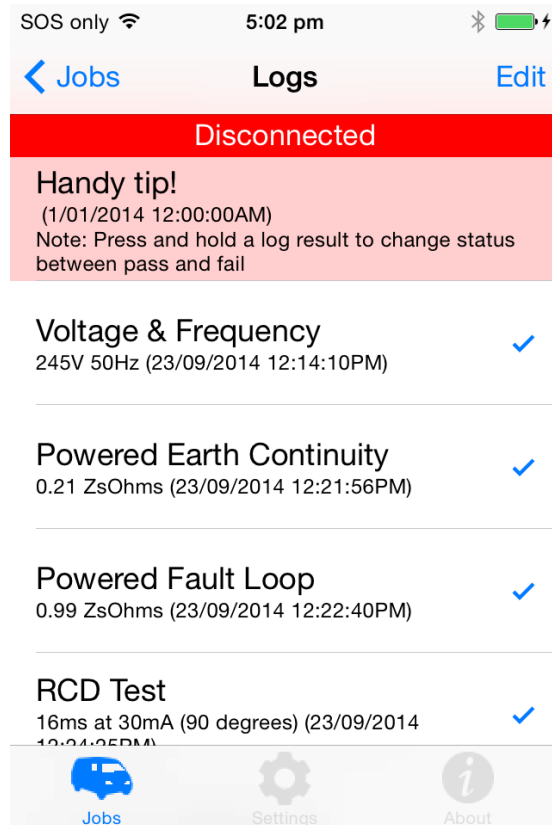 SOS only 5:02 pm
Jobs Logs Edit
Disconnected
Handy tip!
(1/01/2014 12:00:00AM)
Note: Press and hold a log result to change status
between pass and fail
Voltage & Frequency
245V 50Hz (23/09/2014 12:14:10PM)
Powered Earth Continuity
0.21 ZsOhms (23/09/2014 12:21:56PM)
Powered Fault Loop
0.99 ZsOhms (23/09/2014 12:22:40PM)
RCD Test
16ms at 30mA (90 degrees) (23/09/2014
12:24:25PM)
Jobs Settings About